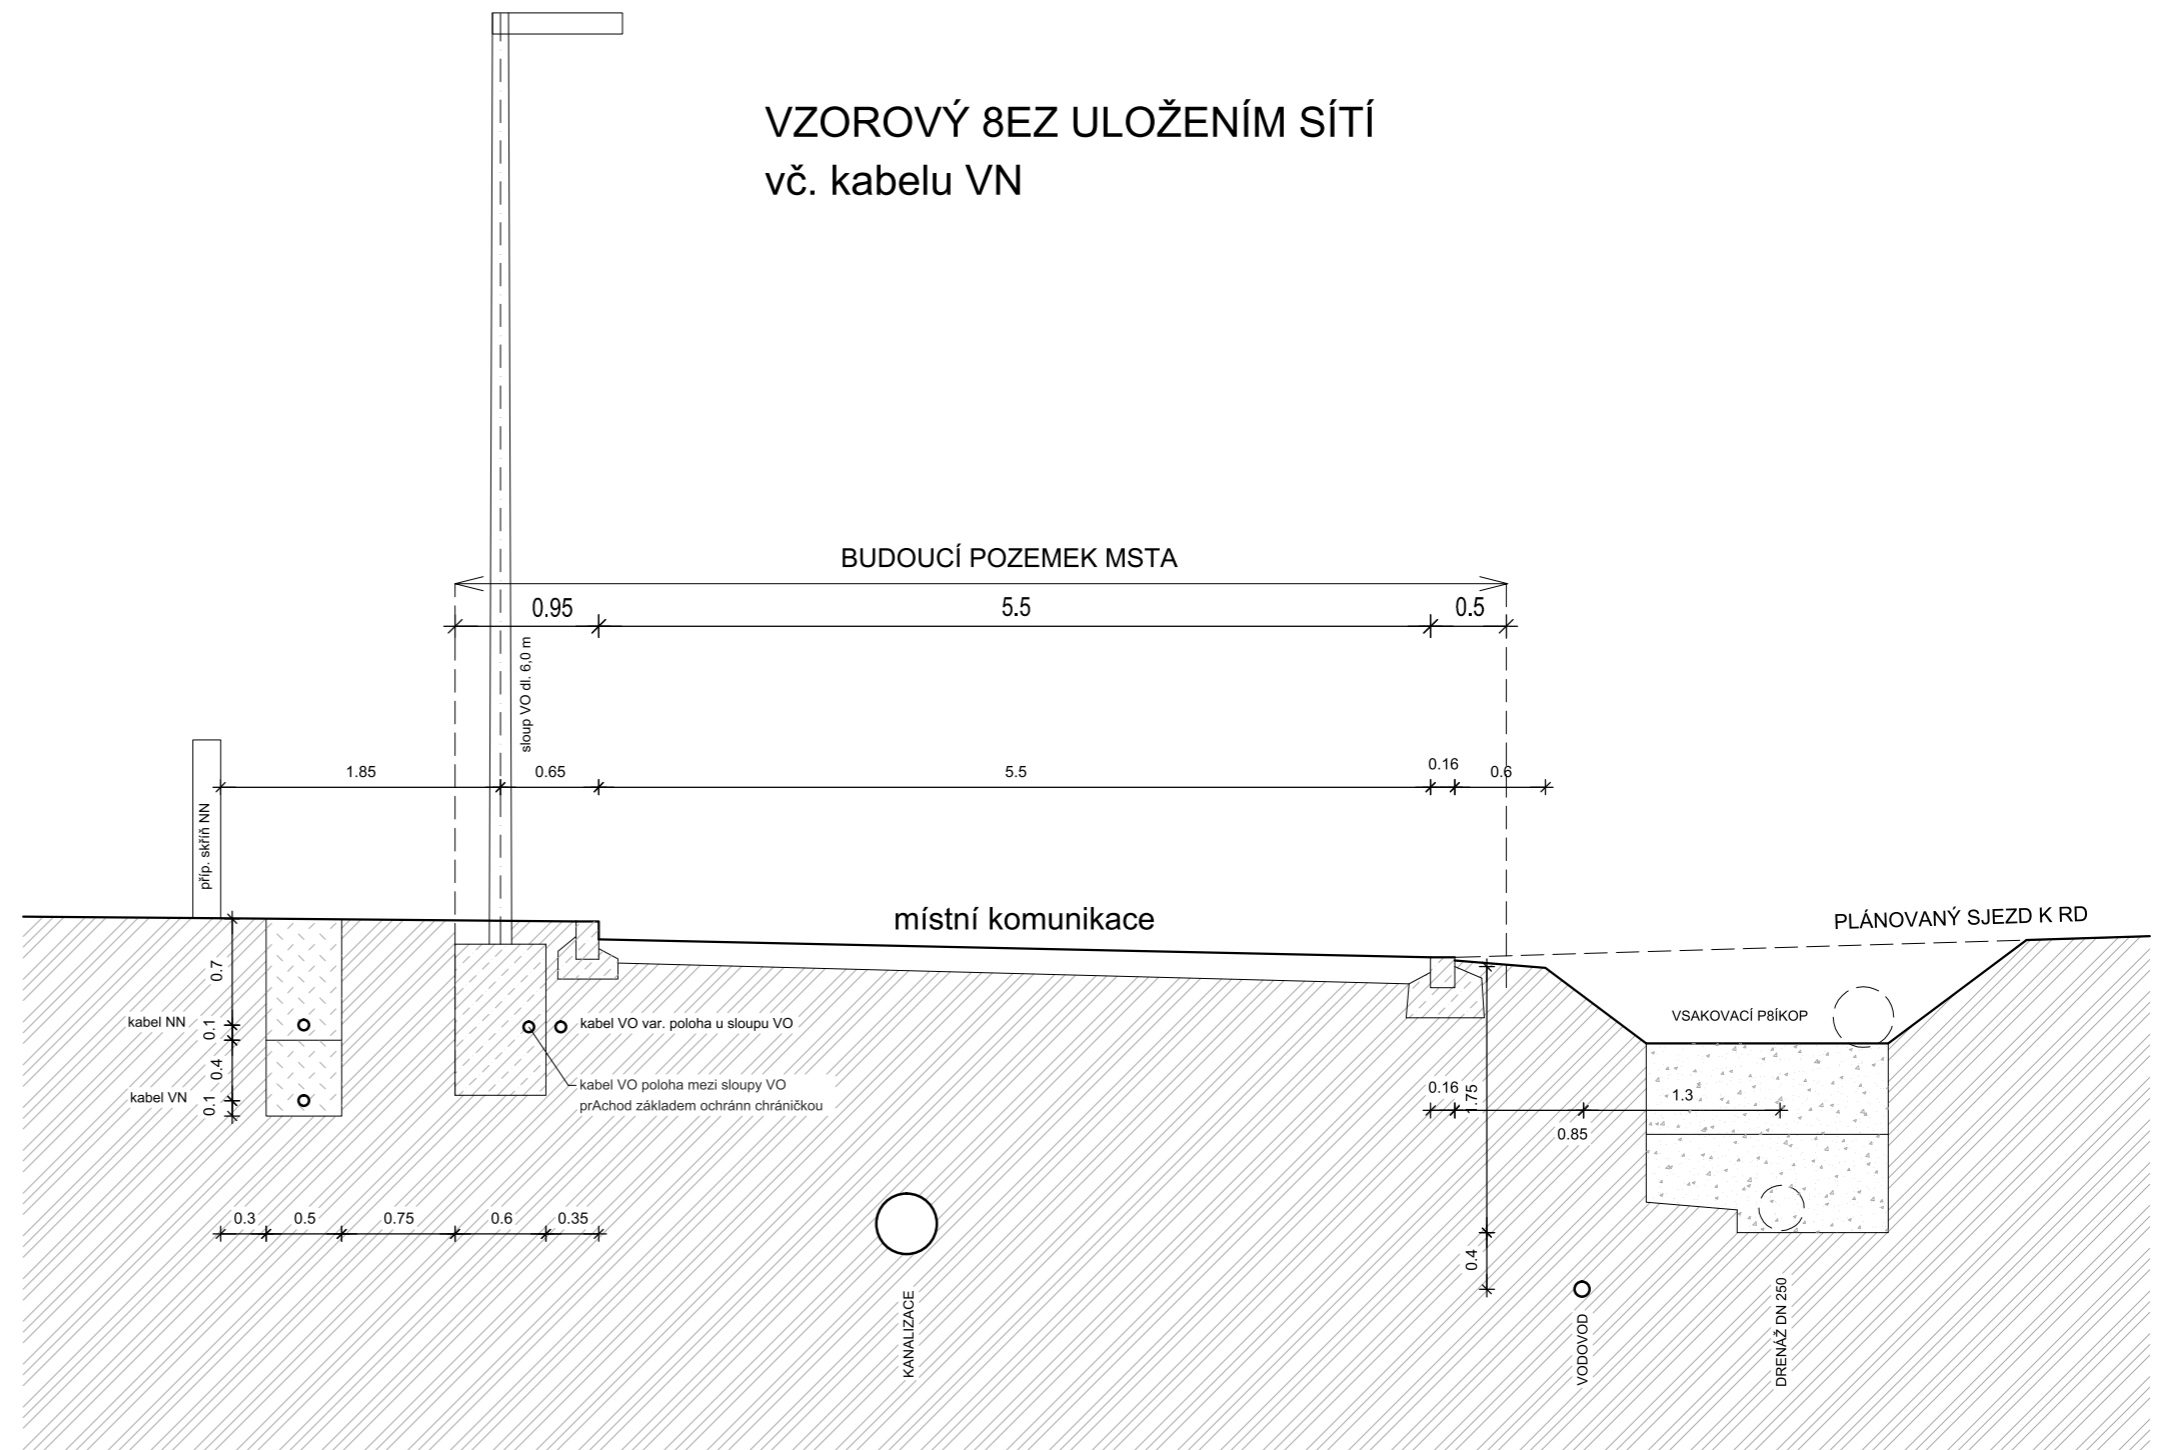 VZOROVÝ 8EZ ULOŽENÍM SÍTÍ
vč. kabelu VN
BUDOUCÍ POZEMEK MSTA
0.95
5.5
0.5
sloup VO dl. 6,0 m
1.85
0.65
5.5
0.16
0.6
příp. skříň NN
místní komunikace
PLÁNOVANÝ SJEZD K RD
0.7
kabel NN
0.1
0.4
kabel VN
0.1
kabel VO var. poloha u sloupu VO
kabel VO poloha mezi sloupy VO
prAchod základem ochránn chráničkou
VSAKOVACÍ P8ÍKOP
0.16
1.75
0.85
1.3
0.3
0.5
0.75
0.6
0.35
0.4
KANALIZACE
VODOVOD
DRENÁŽ DN 250